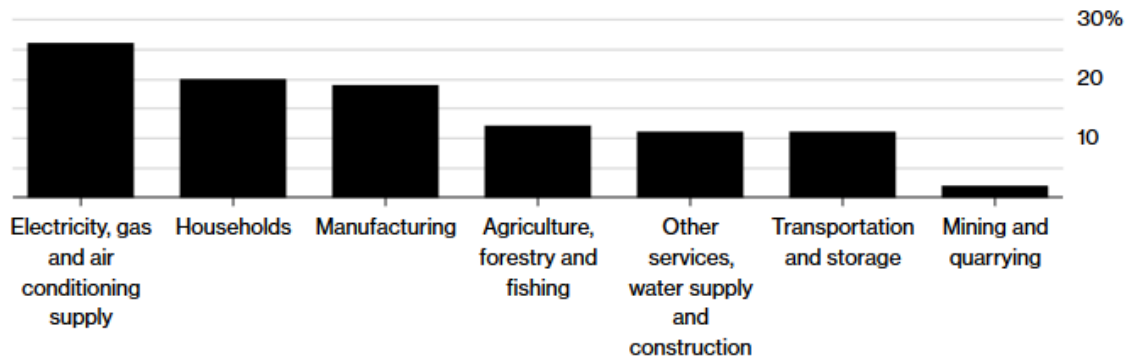 30%
20
10
Electricity, gas
and air
conditioning
supply
Households
Manufacturing
Agriculture,
forestry and
fishing
Other
services,
water supply
and
construction
Transportation
and storage
Mining and
quarrying